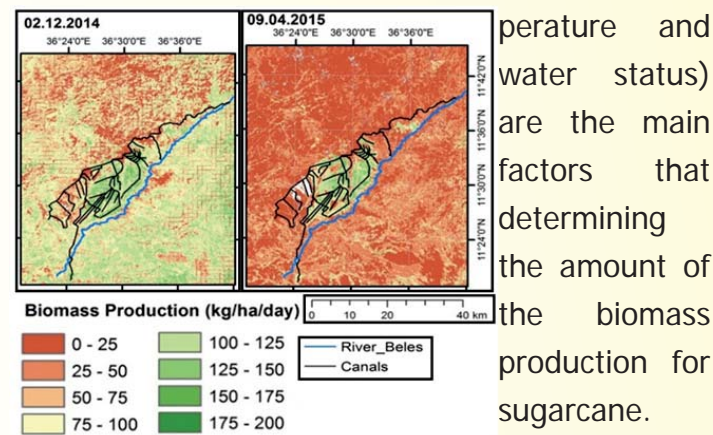 02.12.2014
36°24'0"E 36°30'0"E 36°36'0"E
09.04.2015
36°24'0"E 36°30'0"E 36°36'0"E
11°42'0"N
11°36'0"N
11°30'0"N
11°24'0"N
Biomass Production (kg/ha/day)
0 - 25
25 - 50
50 - 75
75 - 100
100 - 125
125 - 150
150 - 175
175 - 200
0 10 20 40 km
River_Beles
Canals
perature and
water status)
are the main
factors that
determining
the amount of
the biomass
production for
sugarcane.